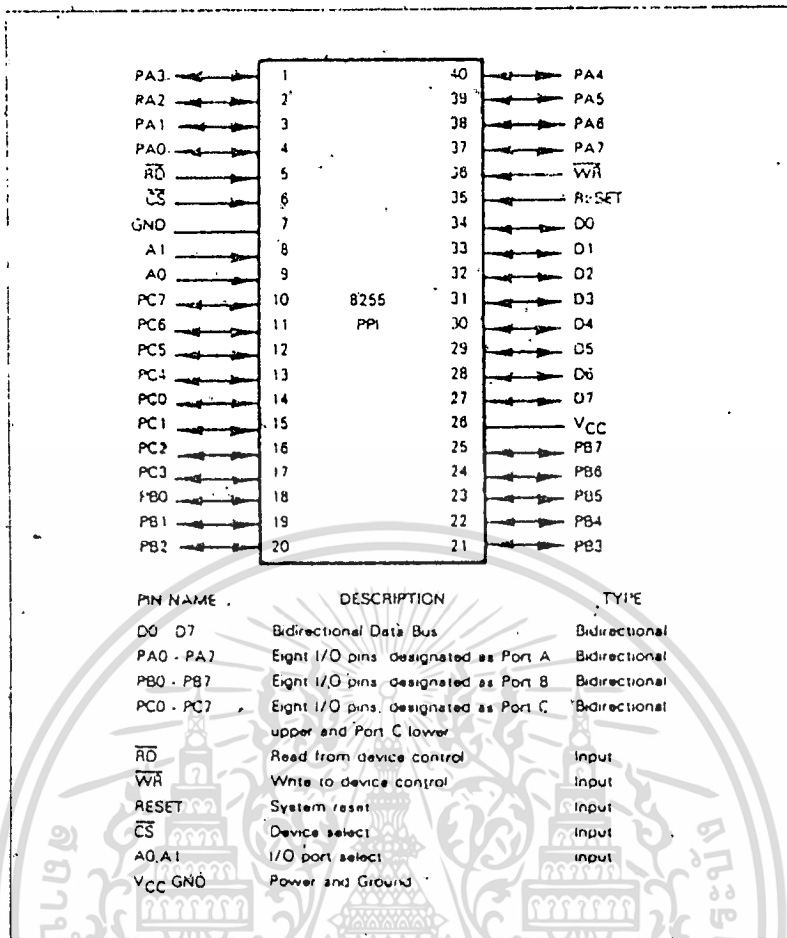 PA3 1 40 PA4
PA2 2 39 PA5
PA1 3 38 PA6
PA0 4 37 PA7
R̅D̅ 5 36 W̅R̅
C̅S̅ 6 35 RESET
GND 7 34 D0
A1 8 33 D1
A0 9 32 D2
PC7 10 8255 31 D3
PC6 11 PPI 30 D4
PC5 12 29 D5
PC4 13 28 D6
PC0 14 27 D7
PC1 15 26 VCC
PC2 16 25 PB7
PC3 17 24 PB6
PB0 18 23 PB5
PB1 19 22 PB4
PB2 20 21 PB3
PIN NAME DESCRIPTION TYPE
D0 D7 Bidirectional Data Bus Bidirectional
PA0 - PA7 Eight I/O pins designated as Port A Bidirectional
PB0 - PB7 Eight I/O pins designated as Port B Bidirectional
PC0 - PC7 Eight I/O pins, designated as Port C Bidirectional
upper and Port C lower
R̅D̅ Read from device control Input
W̅R̅ Write to device control Input
RESET System reset Input
C̅S̅ Device select Input
A0,A1 I/O port select Input
VCC GND Power and Ground